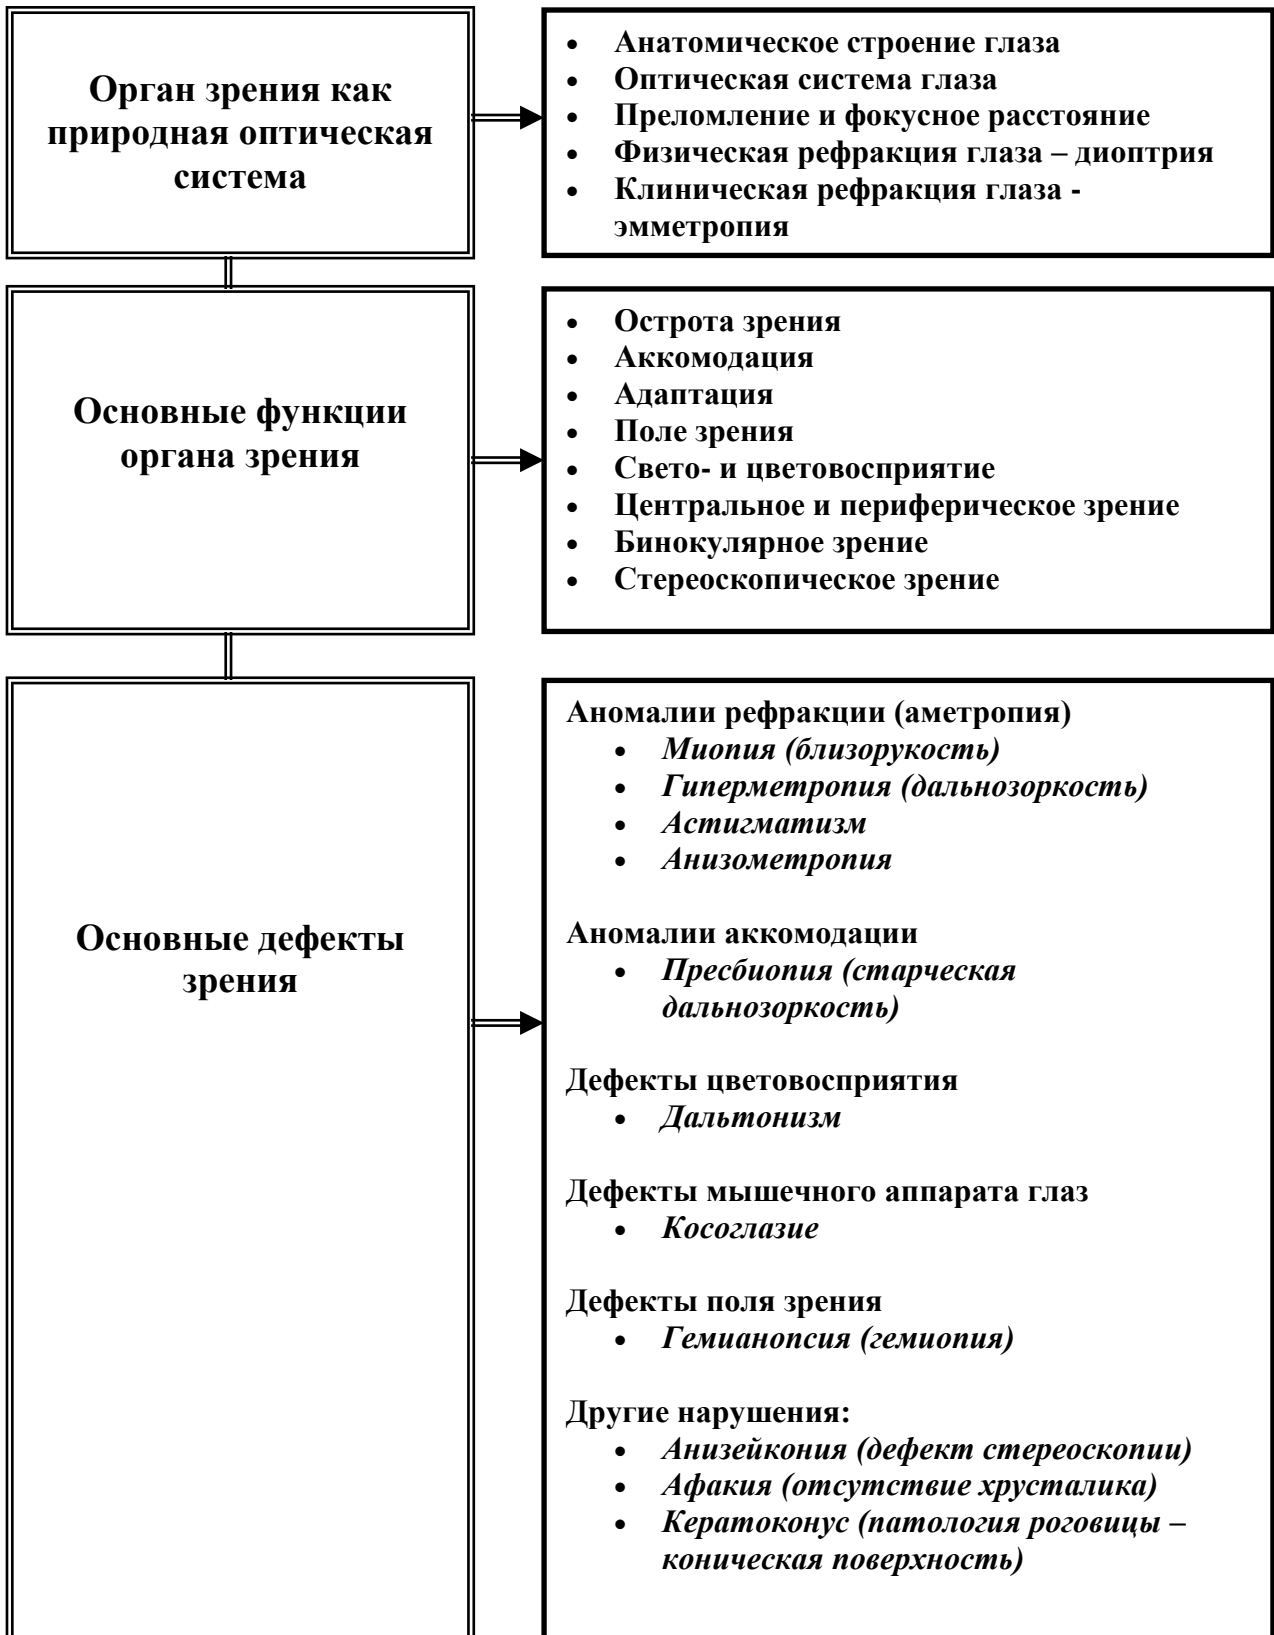 Орган зрения как
природная оптическая
система
• Анатомическое строение глаза
• Оптическая система глаза
• Преломление и фокусное расстояние
• Физическая рефракция глаза – диоптрия
• Клиническая рефракция глаза -
эмметропия
Основные функции
органа зрения
• Острота зрения
• Аккомодация
• Адаптация
• Поле зрения
• Свето- и цветовосприятие
• Центральное и периферическое зрение
• Бинокулярное зрение
• Стереоскопическое зрение
Основные дефекты
зрения
Аномалии рефракции (аметропия)
• Миопия (близорукость)
• Гиперметропия (дальнозоркость)
• Астигматизм
• Анизометропия
Аномалии аккомодации
• Пресбиопия (старческая
дальнозоркость)
Дефекты цветовосприятия
• Дальтонизм
Дефекты мышечного аппарата глаз
• Косоглазие
Дефекты поля зрения
• Гемианопсия (гемиопия)
Другие нарушения:
• Анизейкония (дефект стереоскопии)
• Афакия (отсутствие хрусталика)
• Кератоконус (патология роговицы –
коническая поверхность)